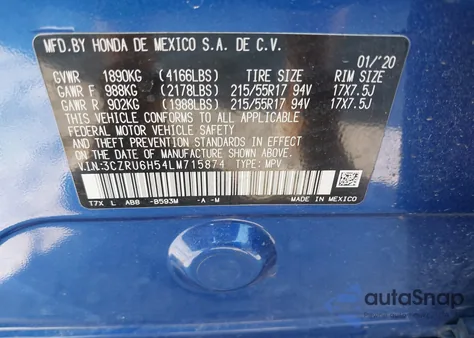 MFD.BY HONDA DE MEXICO S.A. DE C.V.
01/'20
GVWR 1890KG (4166LBS) TIRE SIZE RIM SIZE
GAWR F 988KG (2178LBS) 215/55R17 94V 17X7.5J
GAWR R 902KG (1988LBS) 215/55R17 94V 17X7.5J
THIS VEHICLE CONFORMS TO ALL APPLICABLE
FEDERAL MOTOR VEHICLE SAFETY, BUMPER,
AND THEFT PREVENTION STANDARDS IN EFFECT
ON THE DATE OF MANUFACTURE SHOWN ABOVE.
V.I.N:3CZRU6H54LM715874 TYPE: MPV
T7X L ABB -B593M -A -M MADE IN MEXICO
autoSnap